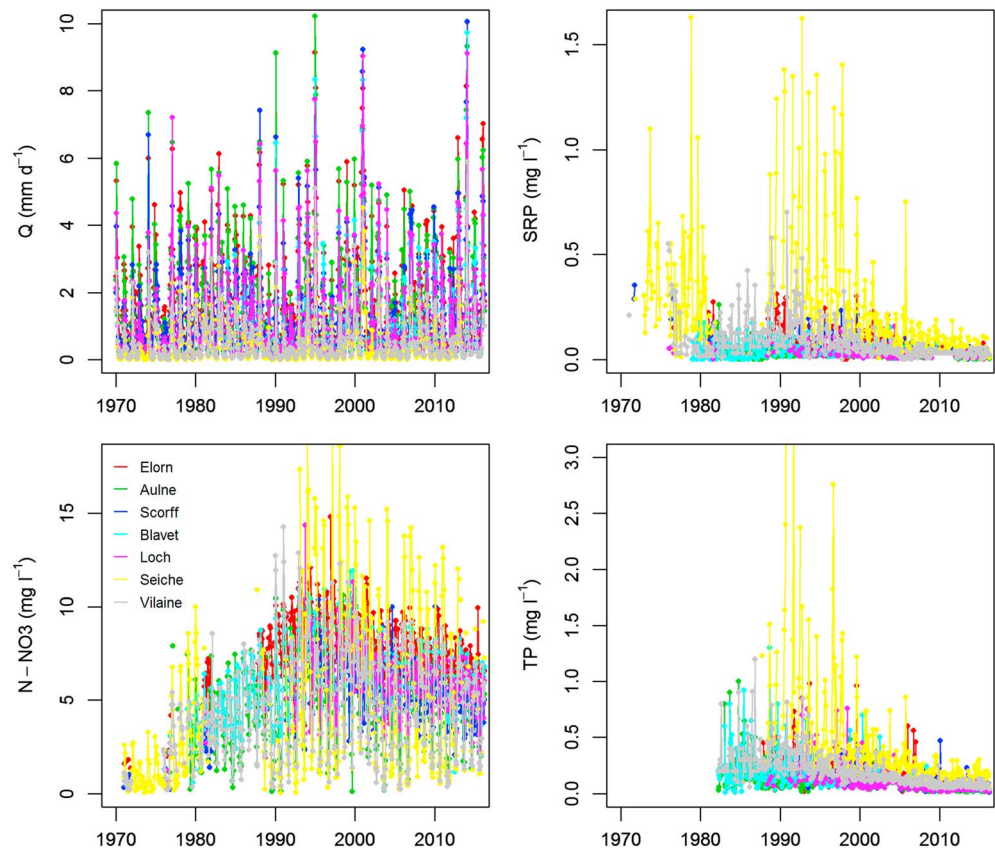 Q (mm d⁻¹)
0 2 4 6 8 10
1970 1980 1990 2000 2010
SRP (mg l⁻¹)
0.0 0.5 1.0 1.5
1970 1980 1990 2000 2010
N−NO3 (mg l⁻¹)
0 5 10 15
Elorn
Aulne
Scorff
Blavet
Loch
Seiche
Vilaine
1970 1980 1990 2000 2010
TP (mg l⁻¹)
0.0 0.5 1.0 1.5 2.0 2.5 3.0
1970 1980 1990 2000 2010